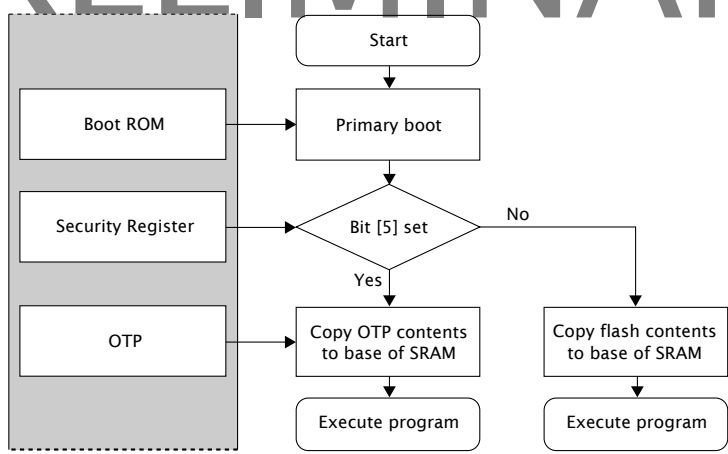 Start
Boot ROM
Primary boot
Security Register
Bit [5] set
No
Yes
OTP
Copy OTP contents
to base of SRAM
Copy flash contents
to base of SRAM
Execute program
Execute program